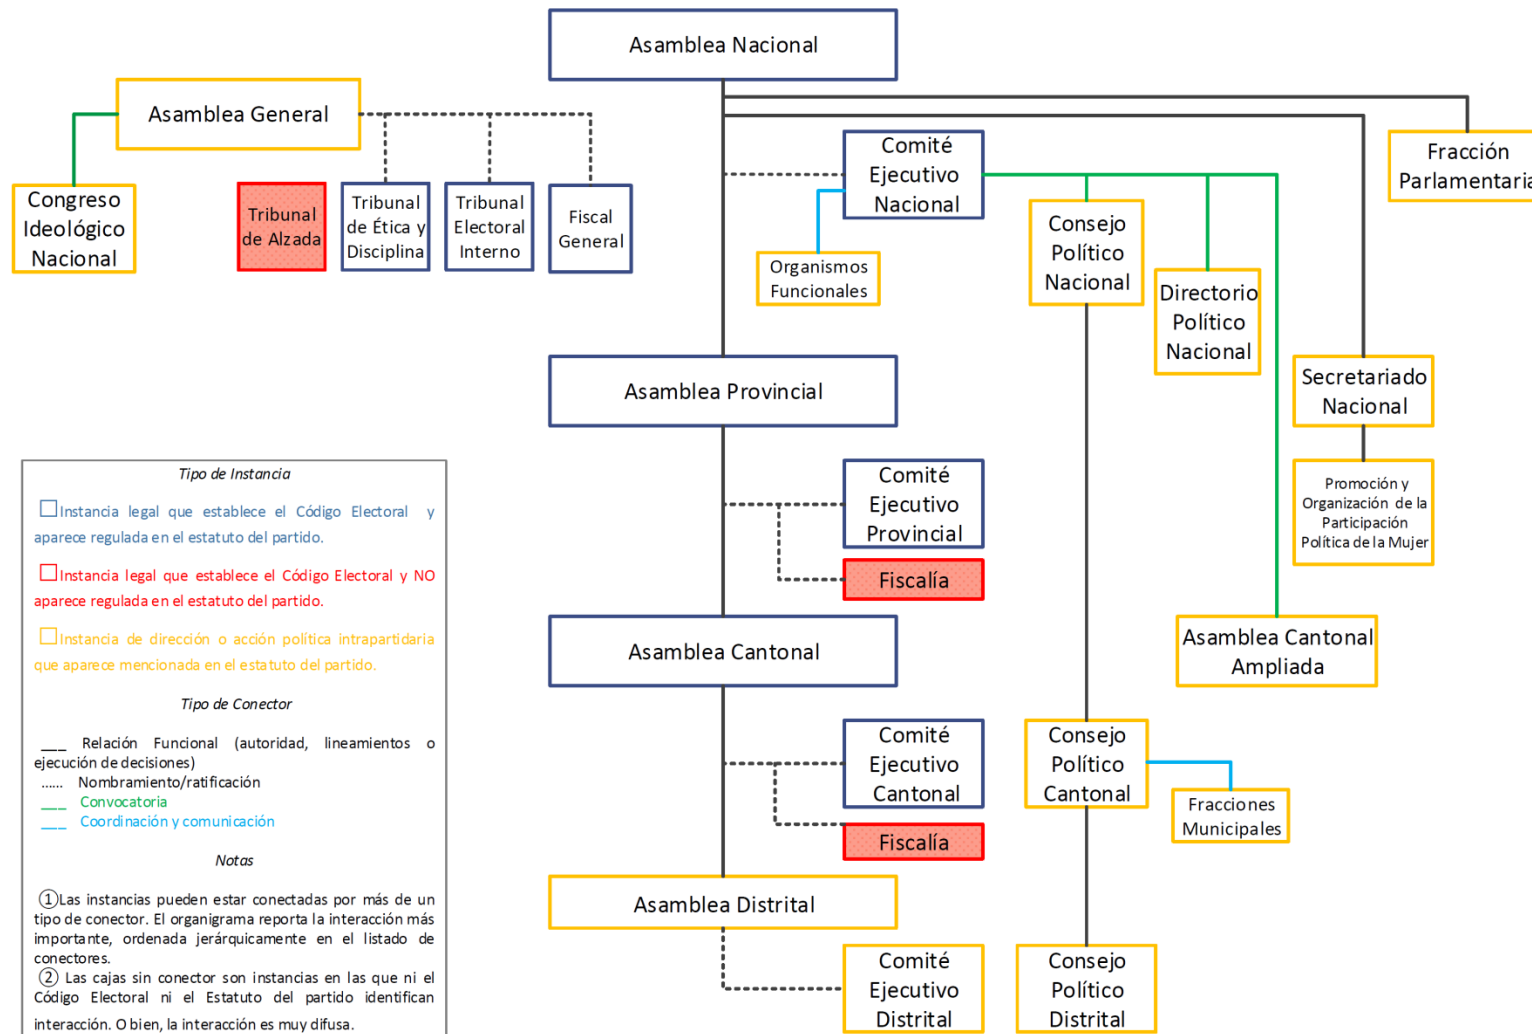 Asamblea Nacional
Asamblea General
Congreso
Ideológico
Nacional
Tribunal
de Alzada
Tribunal
de Ética y
Disciplina
Tribunal
Electoral
Interno
Fiscal
General
Comité
Ejecutivo
Nacional
Organismos
Funcionales
Consejo
Político
Nacional
Directorio
Político
Nacional
Fracción
Parlamentaria
Secretariado
Nacional
Promoción y
Organización de la
Participación
Política de la Mujer
Asamblea Provincial
Comité
Ejecutivo
Provincial
Fiscalía
Asamblea Cantonal
Asamblea Cantonal
Ampliada
Comité
Ejecutivo
Cantonal
Fiscalía
Consejo
Político
Cantonal
Fracciones
Municipales
Asamblea Distrital
Comité
Ejecutivo
Distrital
Consejo
Político
Distrital
Tipo de Instancia
Instancia legal que establece el Código Electoral y
aparece regulada en el estatuto del partido.
Instancia legal que establece el Código Electoral y NO
aparece regulada en el estatuto del partido.
Instancia de dirección o acción política intrapartidaria
que aparece mencionada en el estatuto del partido.
Tipo de Conector
___ Relación Funcional (autoridad, lineamientos o
ejecución de decisiones)
...... Nombramiento/ratificación
___ Convocatoria
___ Coordinación y comunicación
Notas
①Las instancias pueden estar conectadas por más de un
tipo de conector. El organigrama reporta la interacción más
importante, ordenada jerárquicamente en el listado de
conectores.
② Las cajas sin conector son instancias en las que ni el
Código Electoral ni el Estatuto del partido identifican
interacción. O bien, la interacción es muy difusa.